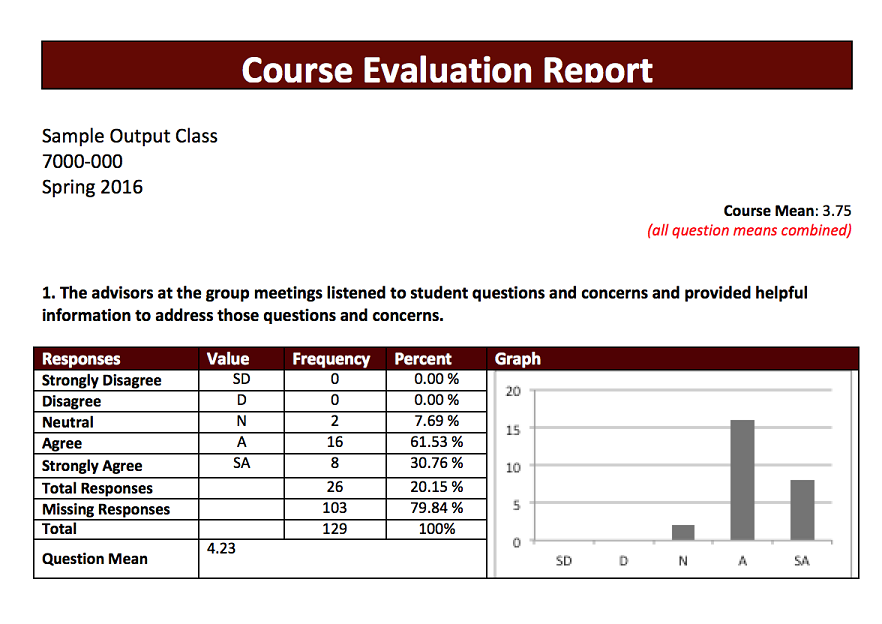 Course Evaluation Report
Sample Output Class
7000-000
Spring 2016
Course Mean: 3.75
(all question means combined)
1. The advisors at the group meetings listened to student questions and concerns and provided helpful
information to address those questions and concerns.
Responses Value Frequency Percent Graph
Strongly Disagree SD 0 0.00 %
Disagree D 0 0.00 %
Neutral N 2 7.69 %
Agree A 16 61.53 %
Strongly Agree SA 8 30.76 %
Total Responses 26 20.15 %
Missing Responses 103 79.84 %
Total 129 100%
Question Mean 4.23
20
15
10
5
0
SD D N A SA